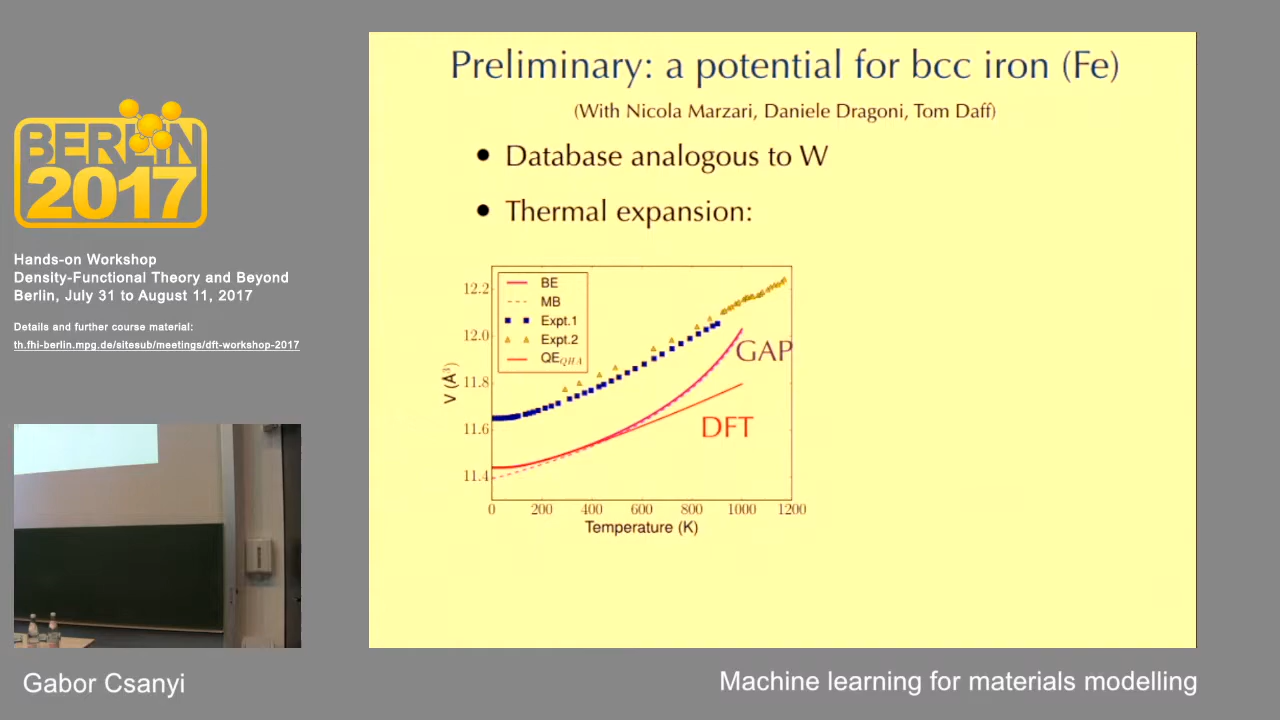 Preliminary: a potential for bcc iron (Fe)
(With Nicola Marzari, Daniele Dragoni, Tom Daff)
• Database analogous to W
• Thermal expansion:
BERLIN
2017
Hands-on Workshop
Density-Functional Theory and Beyond
Berlin, July 31 to August 11, 2017
Details and further course material:
th.fhi-berlin.mpg.de/sitesub/meetings/dft-workshop-2017
BE
MB
Expt.1
Expt.2
QE_QHA
GAP
DFT
V (Å³)
12.2
12.0
11.8
11.6
11.4
0 200 400 600 800 1000 1200
Temperature (K)
Gabor Csanyi
Machine learning for materials modelling